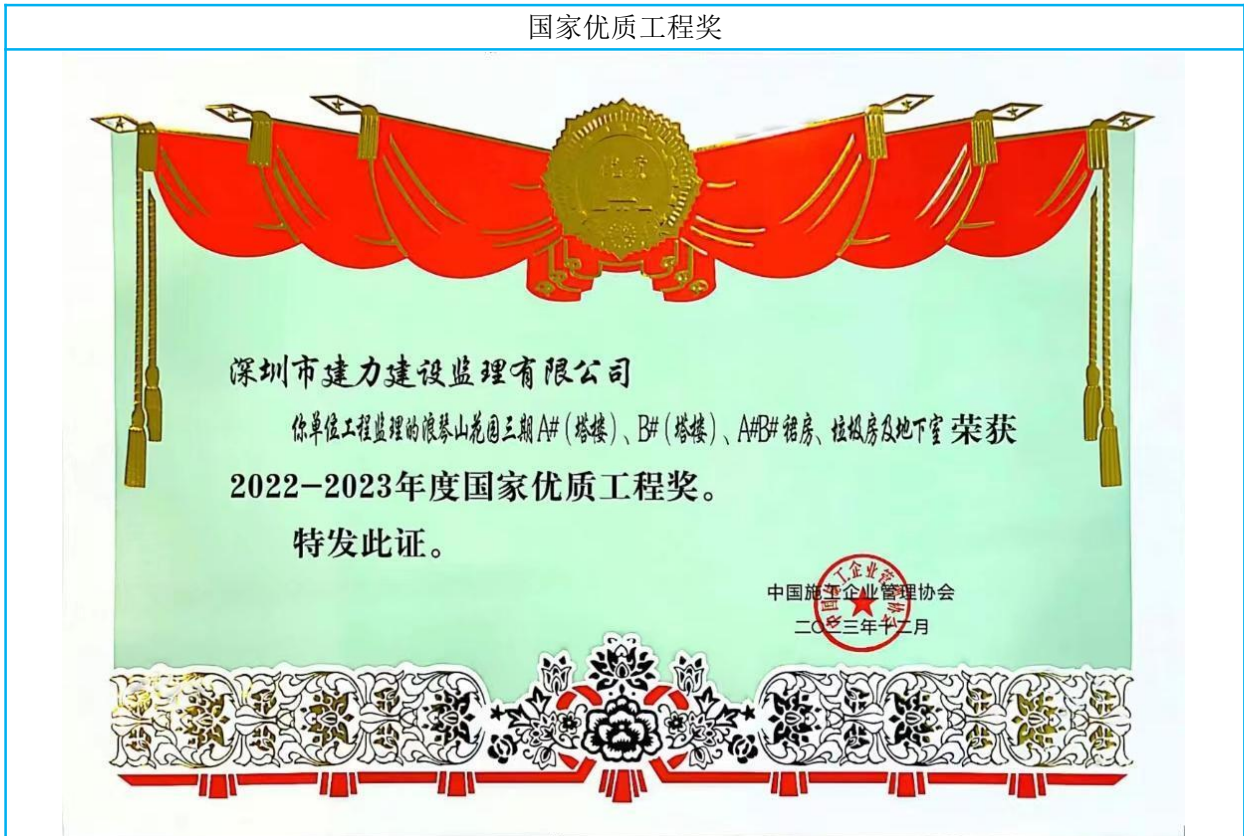 国家优质工程奖
深圳市建力建设监理有限公司
你单位工程监理的浪琴山花园三期A#(塔楼)、B#(塔楼)、A#B#裙房、垃圾房及地下室 荣获
2022-2023年度国家优质工程奖。
特发此证。
中国施工企业管理协会
二〇二三年十二月